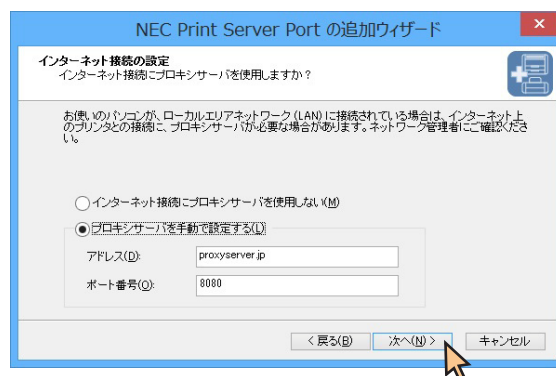 NEC Print Server Port の追加ウィザード
インターネット接続の設定
インターネット接続にプロキシサーバを使用しますか？
お使いのパソコンが、ローカルエリアネットワーク(LAN)に接続されている場合は、インターネット上
のプリンタとの接続に、プロキシサーバが必要な場合があります。ネットワーク管理者にご確認くださ
い。
インターネット接続にプロキシサーバを使用しない(M)
プロキシサーバを手動で設定する(L)
アドレス(D): proxyserver.jp
ポート番号(O): 8080
< 戻る(B) 次へ(N) > キャンセル